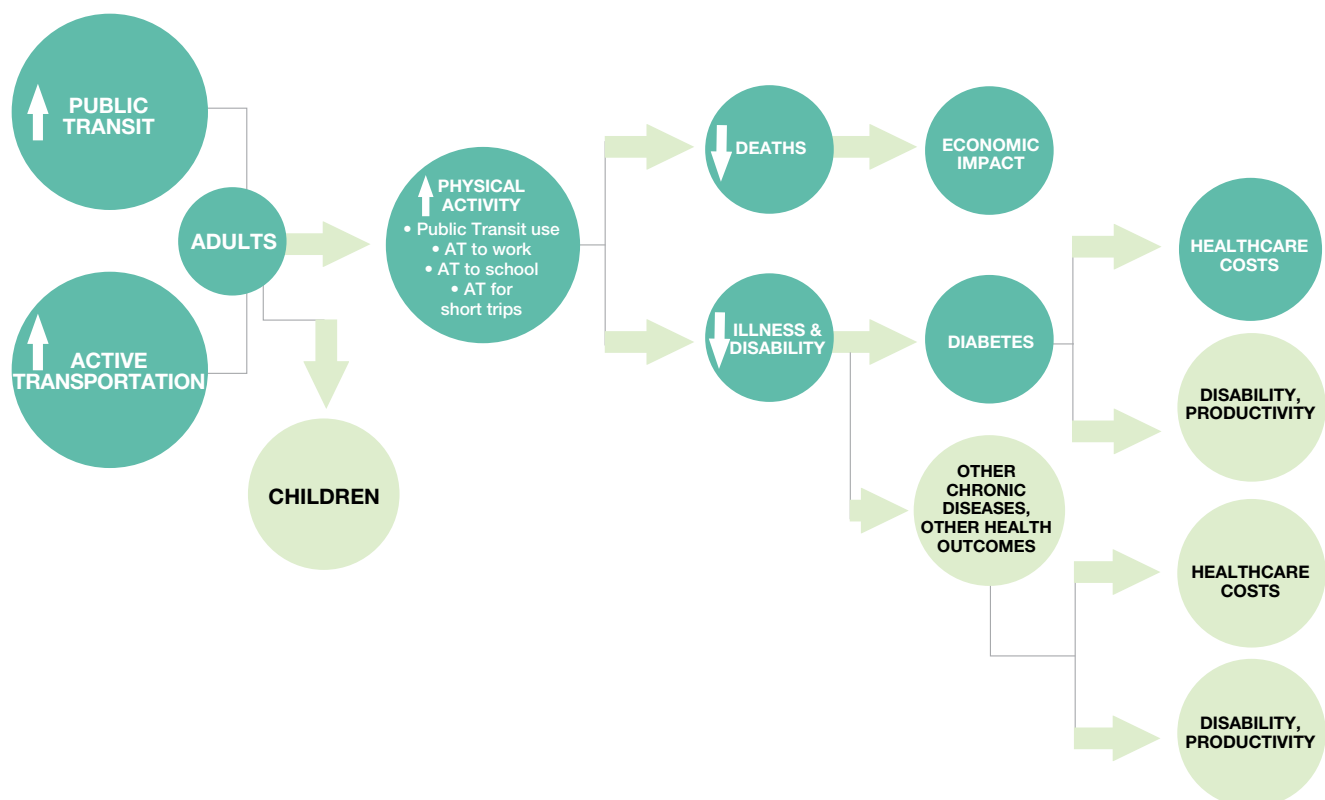 PUBLIC
TRANSIT
ADULTS
ACTIVE
TRANSPORTATION
CHILDREN
PHYSICAL
ACTIVITY
• Public Transit use
• AT to work
• AT to school
• AT for
short trips
DEATHS
ECONOMIC
IMPACT
ILLNESS &
DISABILITY
DIABETES
HEALTHCARE
COSTS
DISABILITY,
PRODUCTIVITY
OTHER
CHRONIC
DISEASES,
OTHER HEALTH
OUTCOMES
HEALTHCARE
COSTS
DISABILITY,
PRODUCTIVITY